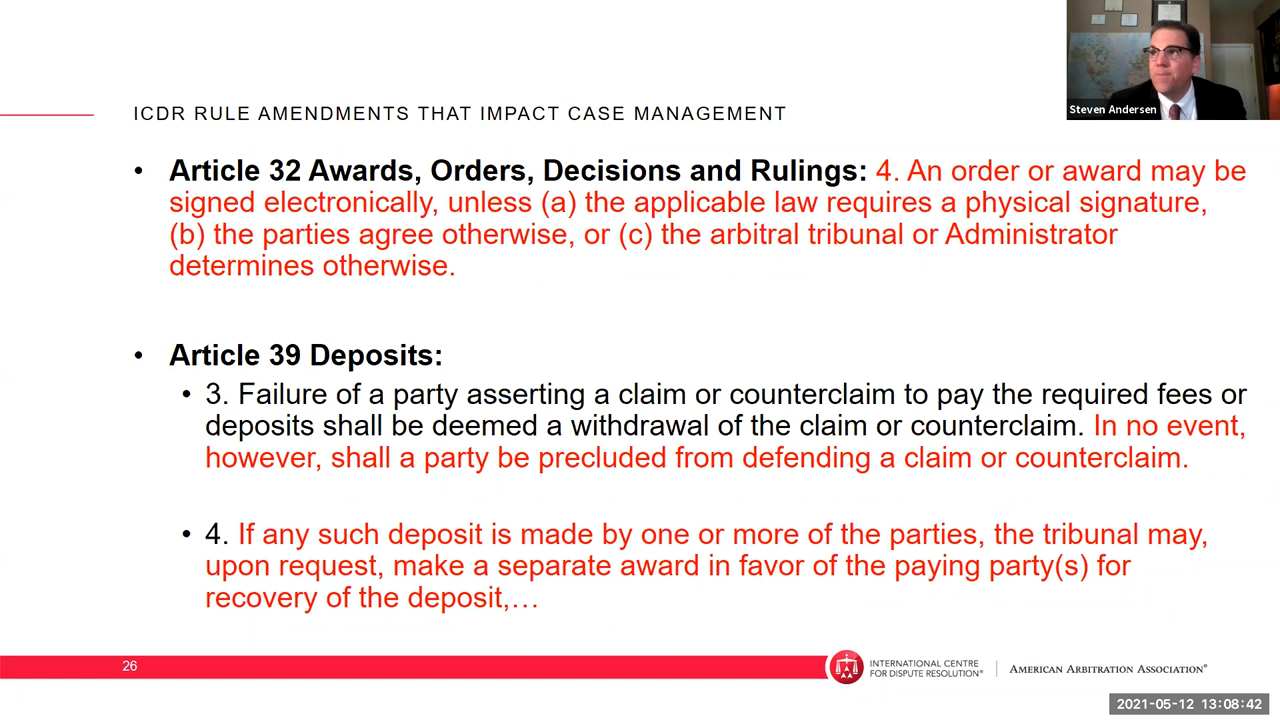 Steven Andersen
ICDR RULE AMENDMENTS THAT IMPACT CASE MANAGEMENT
• Article 32 Awards, Orders, Decisions and Rulings: 4. An order or award may be
signed electronically, unless (a) the applicable law requires a physical signature,
(b) the parties agree otherwise, or (c) the arbitral tribunal or Administrator
determines otherwise.
• Article 39 Deposits:
• 3. Failure of a party asserting a claim or counterclaim to pay the required fees or
deposits shall be deemed a withdrawal of the claim or counterclaim. In no event,
however, shall a party be precluded from defending a claim or counterclaim.
• 4. If any such deposit is made by one or more of the parties, the tribunal may,
upon request, make a separate award in favor of the paying party(s) for
recovery of the deposit,…
26
INTERNATIONAL CENTRE
FOR DISPUTE RESOLUTION®
AMERICAN ARBITRATION ASSOCIATION®
2021-05-12 13:08:42